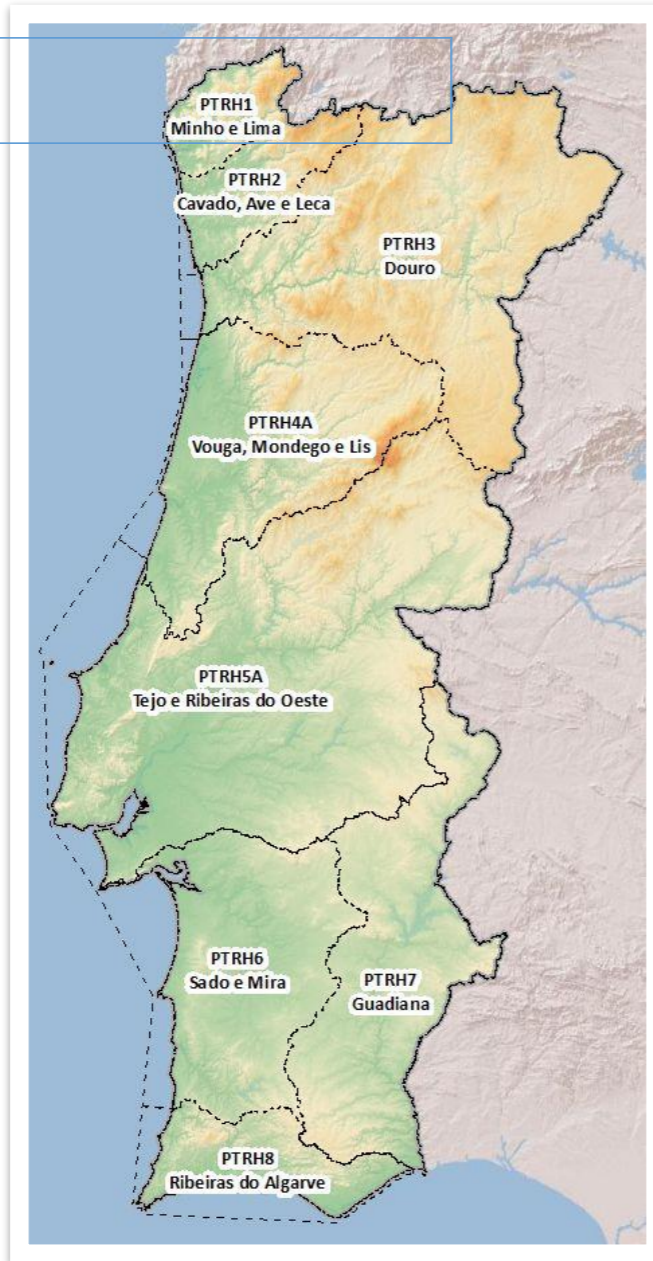 PTRH1
Minho e Lima
PTRH2
Cavado, Ave e Leca
PTRH3
Douro
PTRH4A
Vouga, Mondego e Lis
PTRH5A
Tejo e Ribeiras do Oeste
PTRH6
Sado e Mira
PTRH7
Guadiana
PTRH8
Ribeiras do Algarve